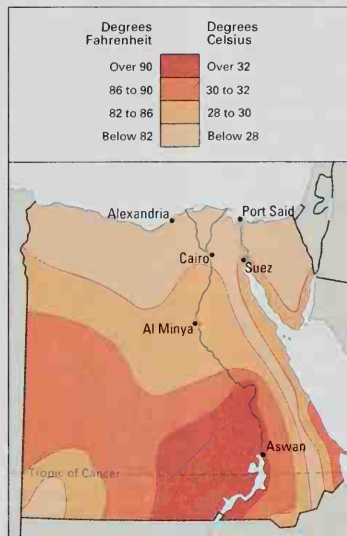 Degrees Fahrenheit Degrees Celsius
Over 90 Over 32
86 to 90 30 to 32
82 to 86 28 to 30
Below 82 Below 28
Alexandria Port Said
Cairo Suez
Al Minya
Aswan
Tropic of Cancer